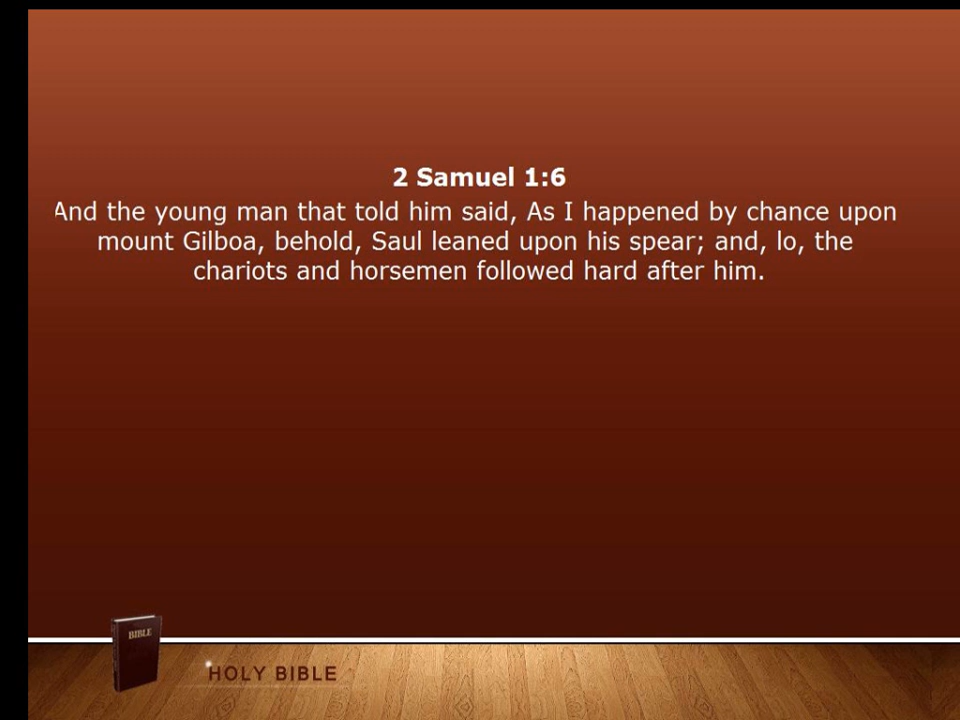 2 Samuel 1:6
And the young man that told him said, As I happened by chance upon
mount Gilboa, behold, Saul leaned upon his spear; and, lo, the
chariots and horsemen followed hard after him.
BIBLE
HOLY BIBLE